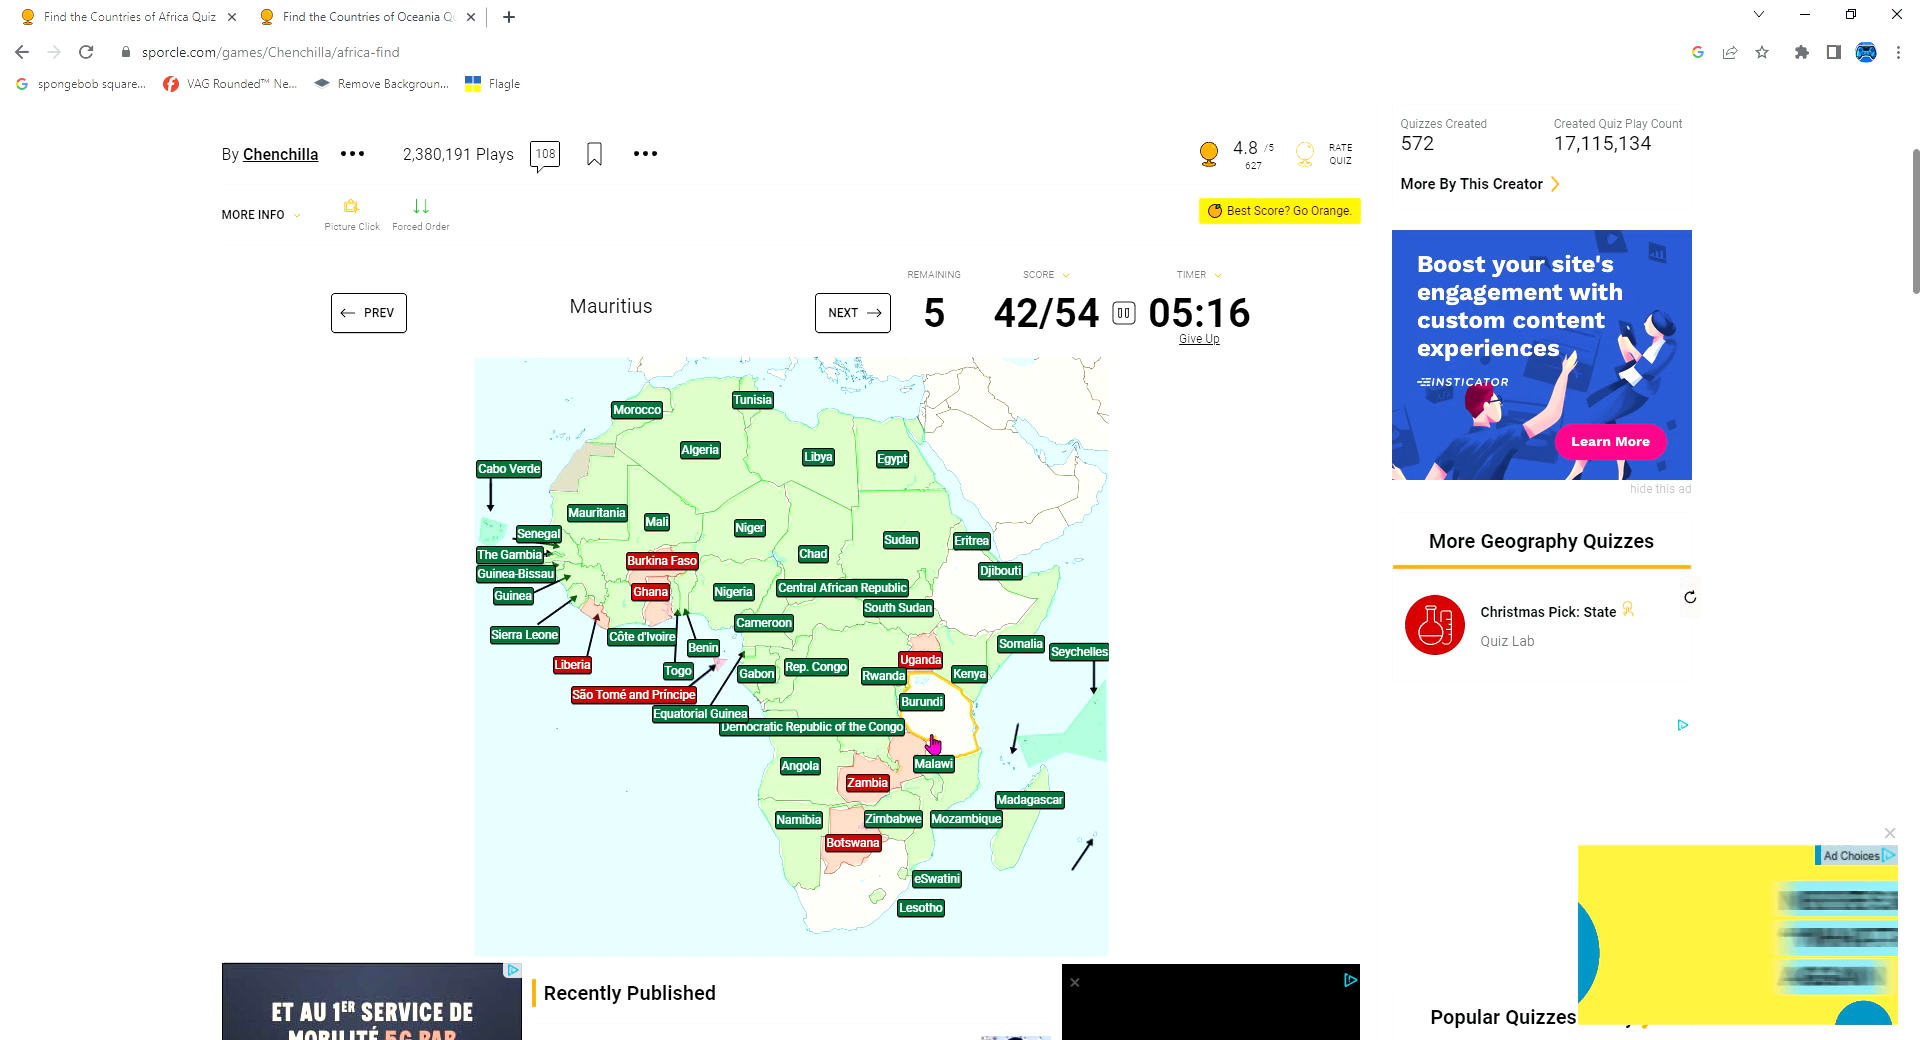 Find the Countries of Africa Quiz
Find the Countries of Oceania Qu
sporcle.com/games/Chenchilla/africa-find
spongebob square...
VAG Rounded™ Ne...
Remove Backgroun...
Flagle
By Chenchilla
2,380,191 Plays
108
4.8 /5
627
RATE
QUIZ
Quizzes Created
572
Created Quiz Play Count
17,115,134
More By This Creator
MORE INFO
Picture Click
Forced Order
Best Score? Go Orange.
PREV
Mauritius
NEXT
REMAINING
5
SCORE
42/54
TIMER
05:16
Give Up
Morocco
Tunisia
Algeria
Libya
Egypt
Cabo Verde
Mauritania
Mali
Niger
Senegal
Sudan
Eritrea
The Gambia
Chad
Burkina Faso
Djibouti
Guinea-Bissau
Guinea
Ghana
Nigeria
Central African Republic
South Sudan
Sierra Leone
Côte d'Ivoire
Cameroon
Benin
Somalia
Seychelles
Liberia
Togo
Gabon
Rep. Congo
Uganda
Rwanda
Kenya
São Tomé and Príncipe
Burundi
Equatorial Guinea
Democratic Republic of the Congo
Angola
Malawi
Zambia
Madagascar
Namibia
Zimbabwe
Mozambique
Botswana
eSwatini
Lesotho
Boost your site's
engagement with
custom content
experiences
INSTICATOR
Learn More
hide this ad
More Geography Quizzes
Christmas Pick: State
Quiz Lab
Ad Choices
Popular Quizzes
Recently Published
ET AU 1ER SERVICE DE
MOBILITÉ 5G PAR